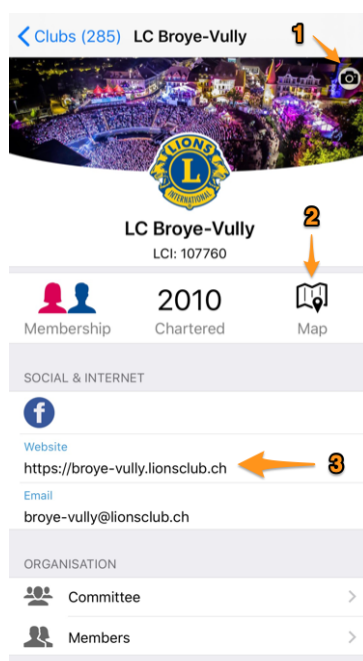 Clubs (285) LC Broye-Vully
1
LIONS
L
INTERNATIONAL
LC Broye-Vully
LCI: 107760
2
2010
Membership Chartered Map
SOCIAL & INTERNET
f
Website
https://broye-vully.lionsclub.ch
3
Email
broye-vully@lionsclub.ch
ORGANISATION
Committee
Members